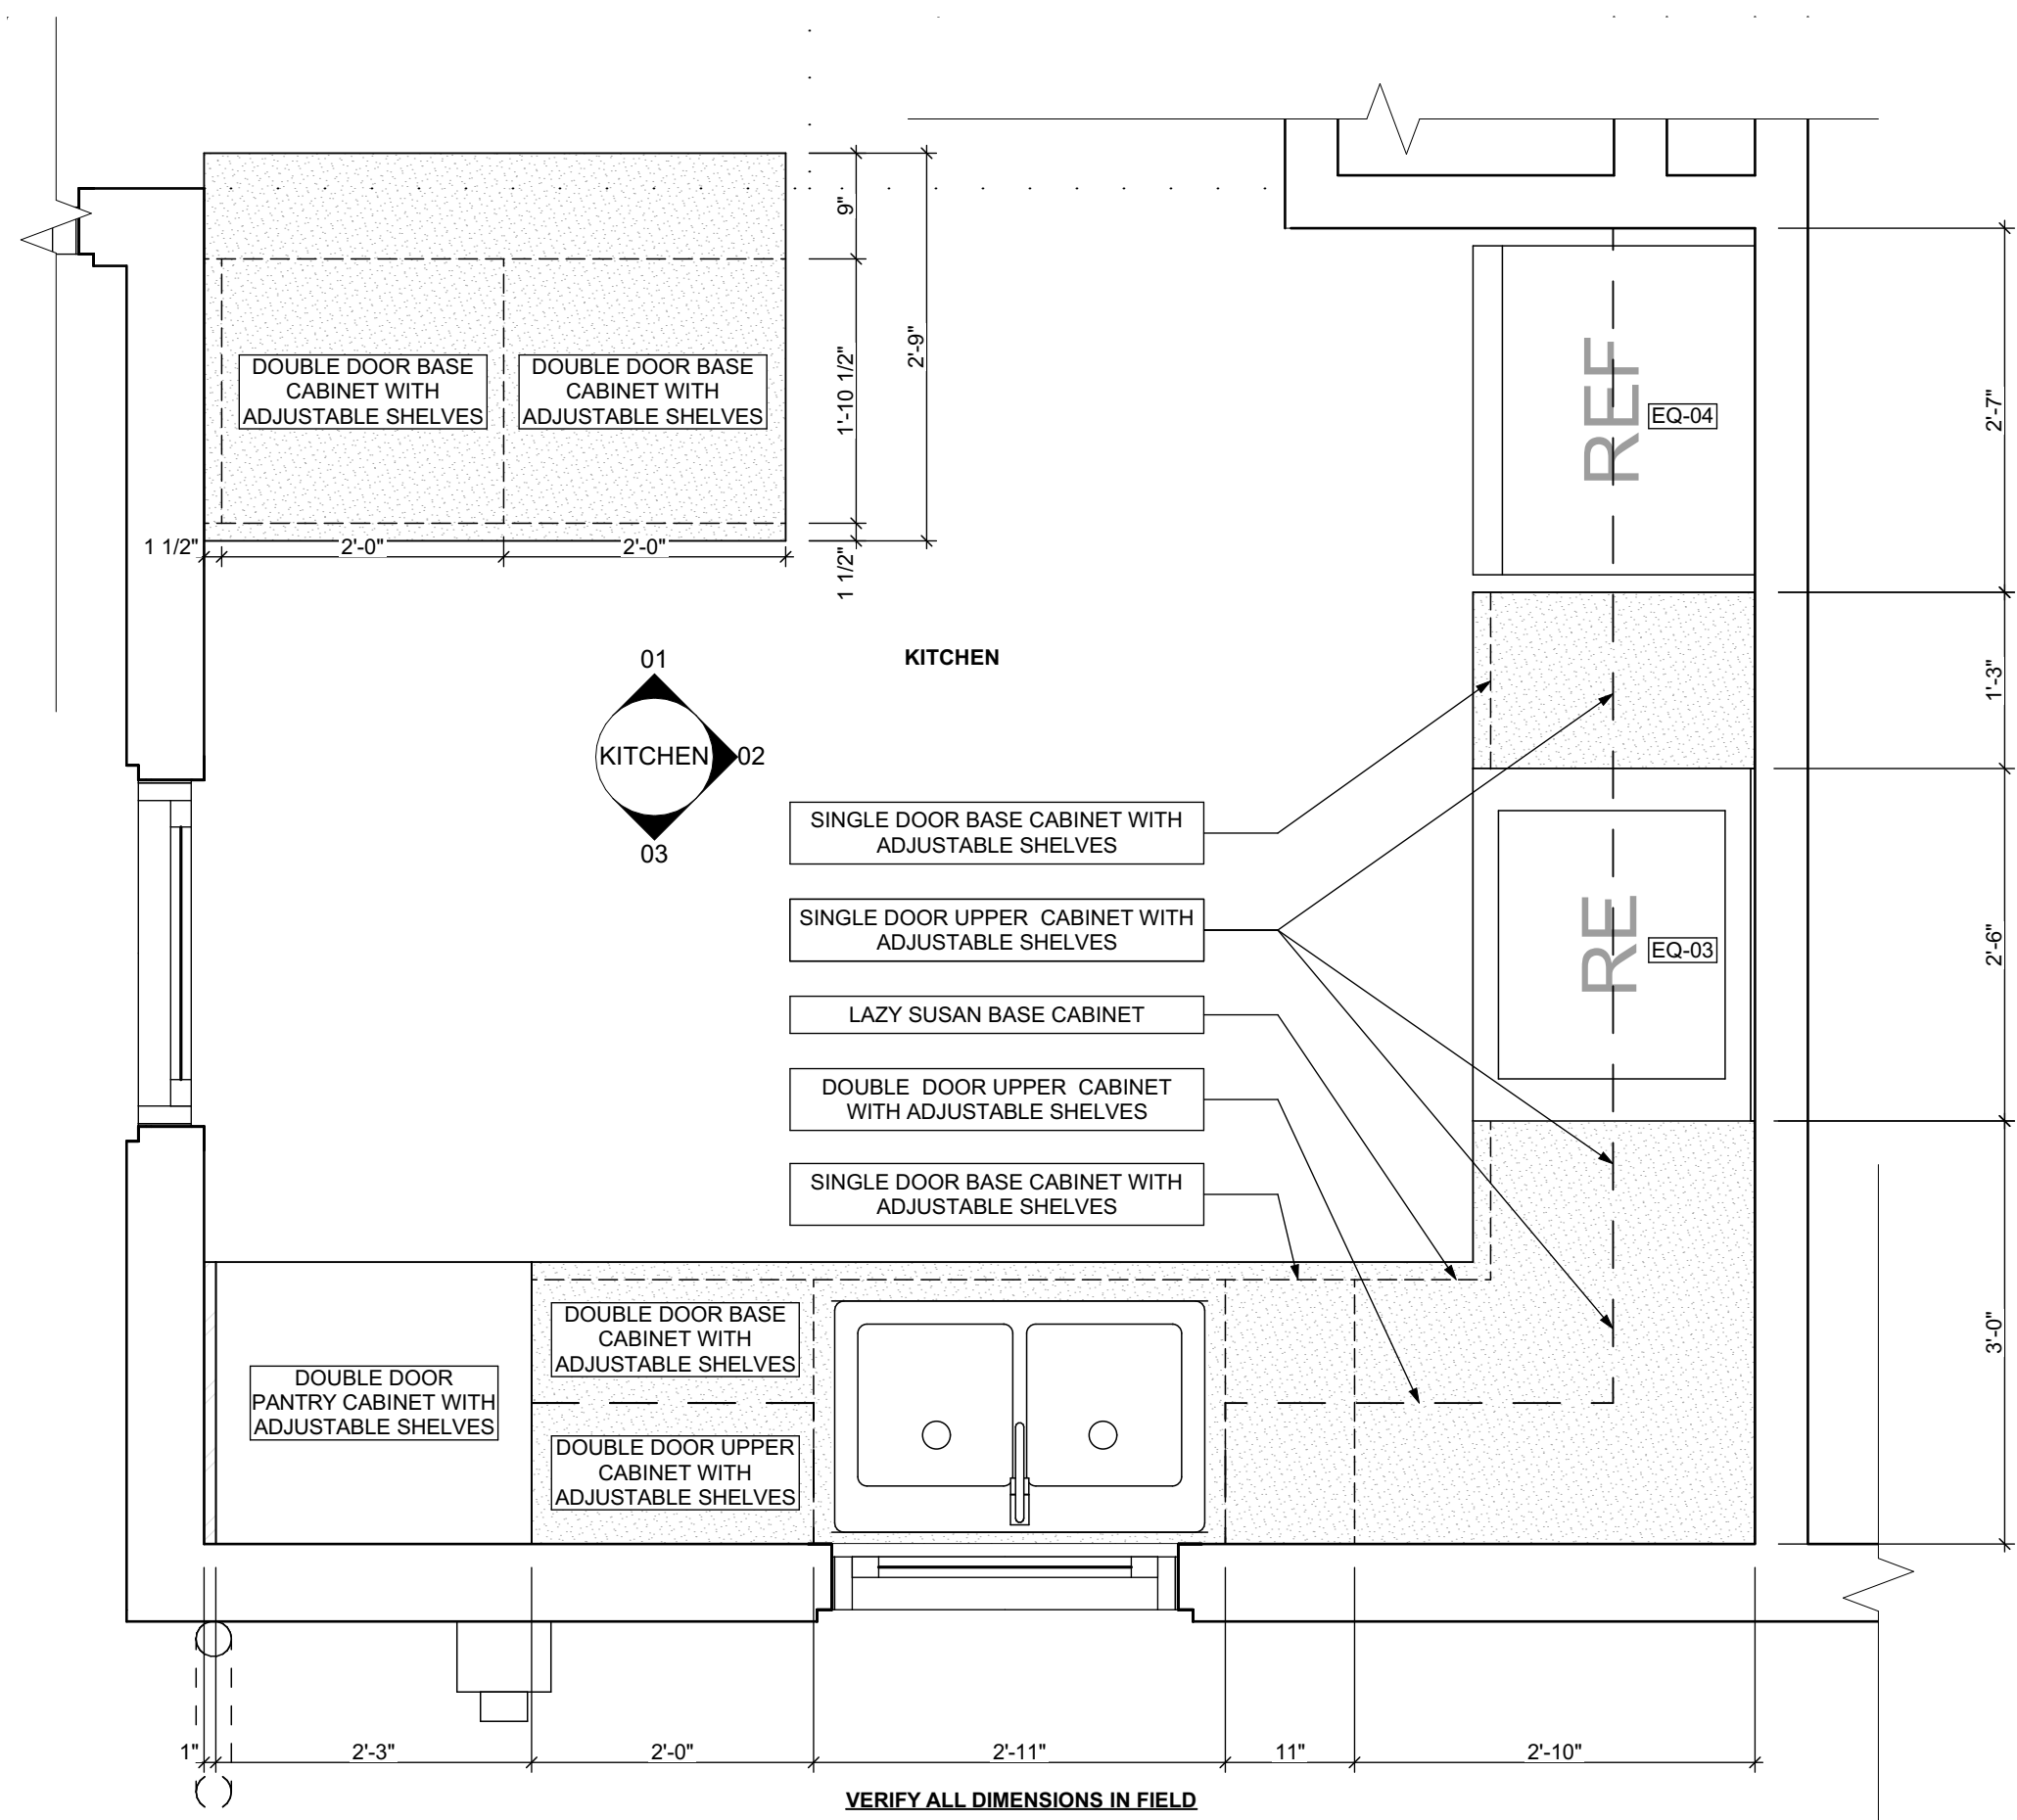 9"
1'-10 1/2"
2'-9"
1 1/2"
DOUBLE DOOR BASE
CABINET WITH
ADJUSTABLE SHELVES
DOUBLE DOOR BASE
CABINET WITH
ADJUSTABLE SHELVES
1 1/2"
2'-0"
2'-0"
REF
EQ-04
2'-7"
KITCHEN
01
KITCHEN
02
03
1'-3"
SINGLE DOOR BASE CABINET WITH
ADJUSTABLE SHELVES
SINGLE DOOR UPPER CABINET WITH
ADJUSTABLE SHELVES
LAZY SUSAN BASE CABINET
DOUBLE DOOR UPPER CABINET
WITH ADJUSTABLE SHELVES
SINGLE DOOR BASE CABINET WITH
ADJUSTABLE SHELVES
RE
EQ-03
2'-6"
3'-0"
DOUBLE DOOR
PANTRY CABINET WITH
ADJUSTABLE SHELVES
DOUBLE DOOR BASE
CABINET WITH
ADJUSTABLE SHELVES
DOUBLE DOOR UPPER
CABINET WITH
ADJUSTABLE SHELVES
1"
2'-3"
2'-0"
2'-11"
11"
2'-10"
VERIFY ALL DIMENSIONS IN FIELD